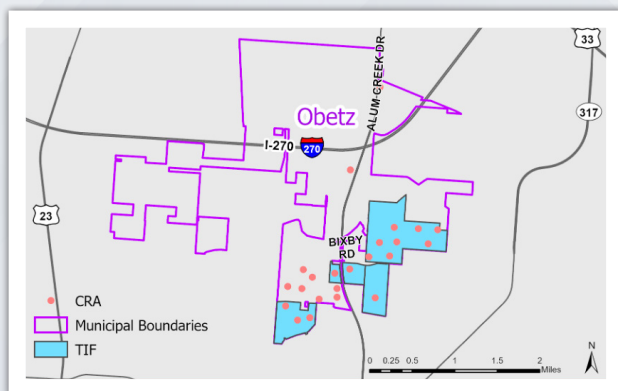 33
ALUM CREEK DR
317
Obetz
I-270
270
23
BIXBY
RD
CRA
Municipal Boundaries
TIF
N
0 0.25 0.5 1 1.5 2
Miles